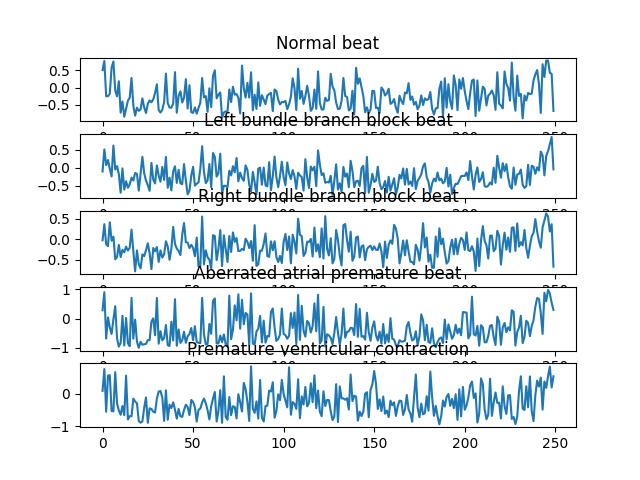 Normal beat
0.5
0.0
−0.5
Left bundle branch block beat
0.5
0.0
−0.5
Right bundle branch block beat
0.5
0.0
−0.5
Aberrated atrial premature beat
1
0
−1
Premature ventricular contraction
0
−1
0 50 100 150 200 250